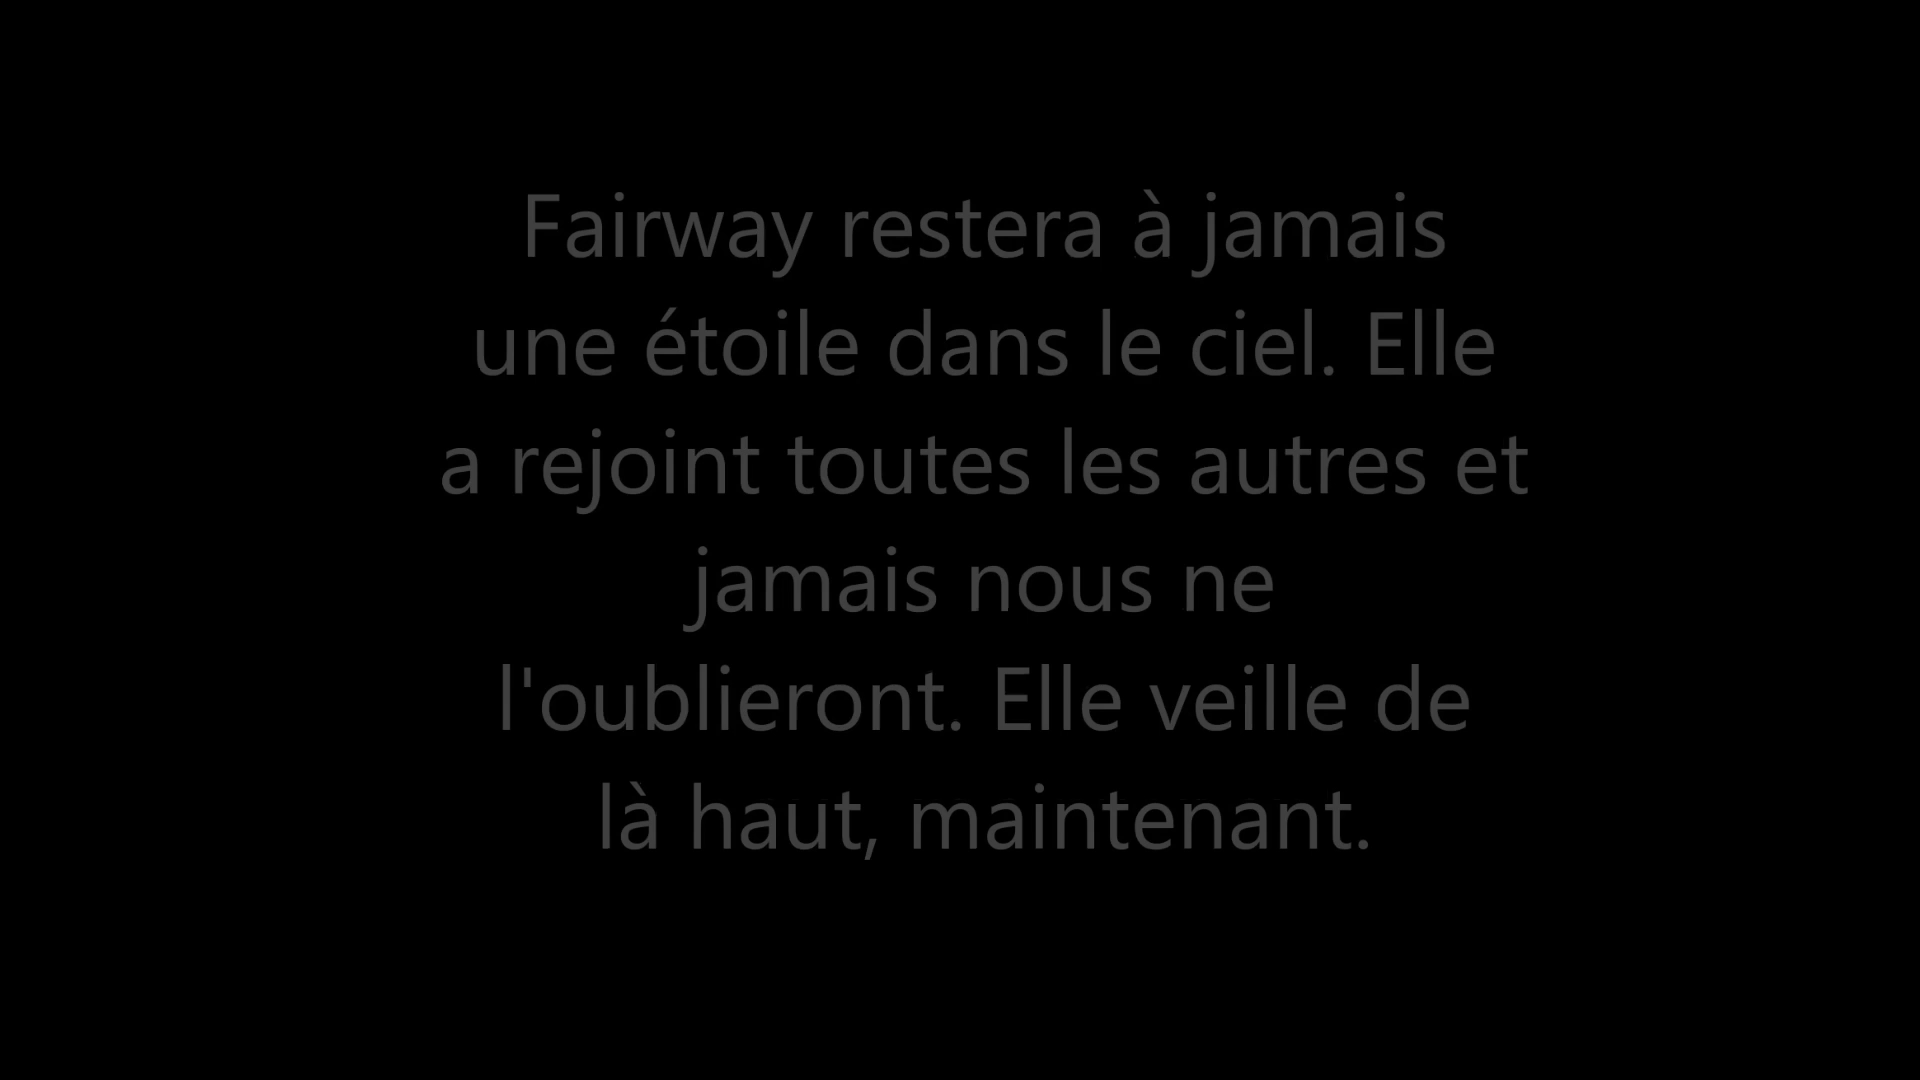 Fairway restera à jamais
une étoile dans le ciel. Elle
a rejoint toutes les autres et
jamais nous ne
l'oublieront. Elle veille de
là haut, maintenant.